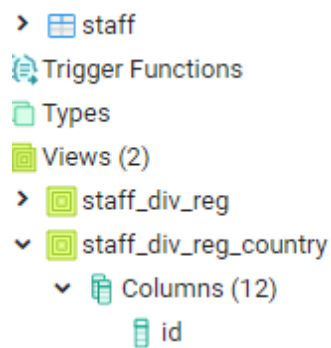 staff
Trigger Functions
Types
Views (2)
staff_div_reg
staff_div_reg_country
Columns (12)
id